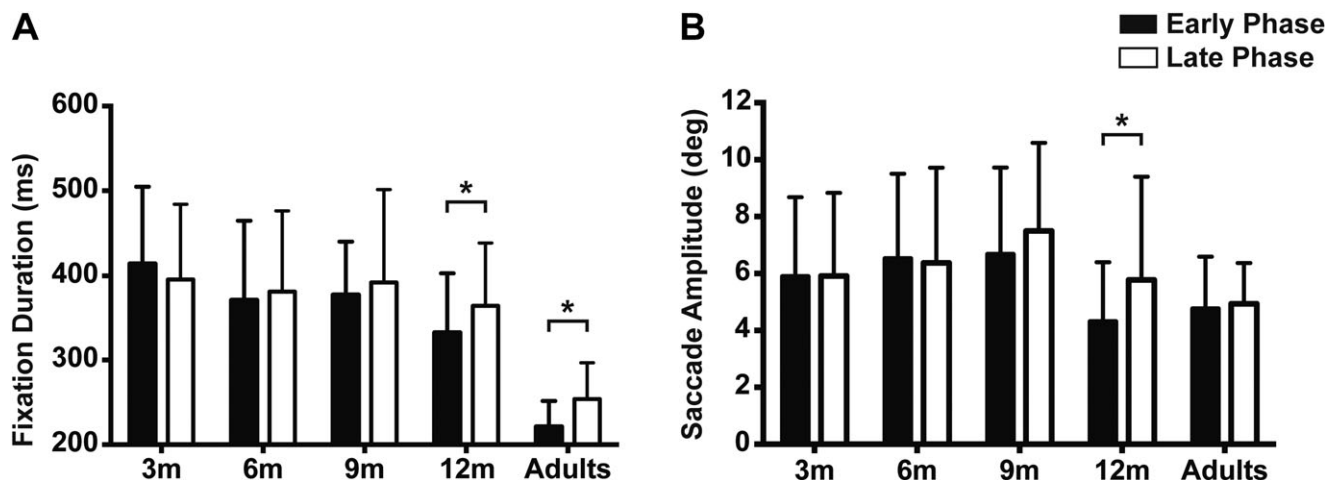 A
Fixation Duration (ms)
600
500
400
300
200
*
*
3m 6m 9m 12m Adults
B
Early Phase
Late Phase
Saccade Amplitude (deg)
12
10
8
6
4
2
0
*
3m 6m 9m 12m Adults